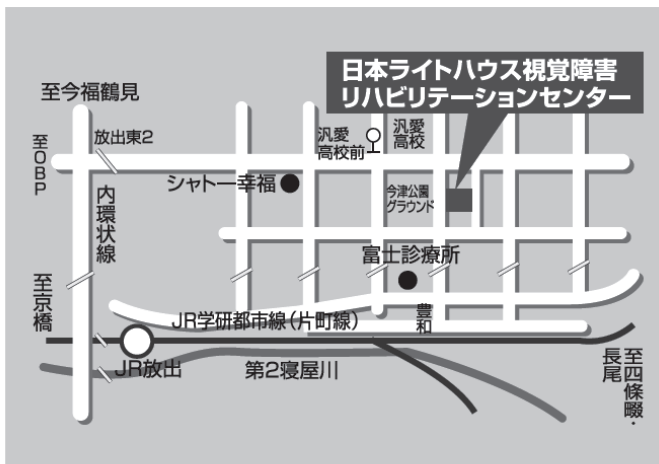 日本ライトハウス視覚障害
リハビリテーションセンター
至今福鶴見
放出東2
至OBP
汎愛
高校前
汎愛
高校
シャトー幸福
今津公園
グラウンド
内環状線
富士診療所
至京橋
豊和
JR学研都市線（片町線）
JR放出
第2寝屋川
至四條畷・
長尾